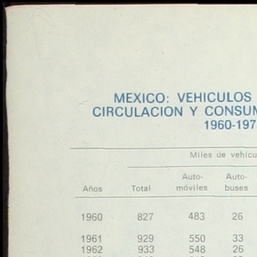 MEXICO: VEHICULOS
CIRCULACION Y CONSUM
1960-197
Miles de vehícu
Años Total Auto-móviles Auto-buses
1960 827 483 26
1961 929 550 33
1962 933 548 26